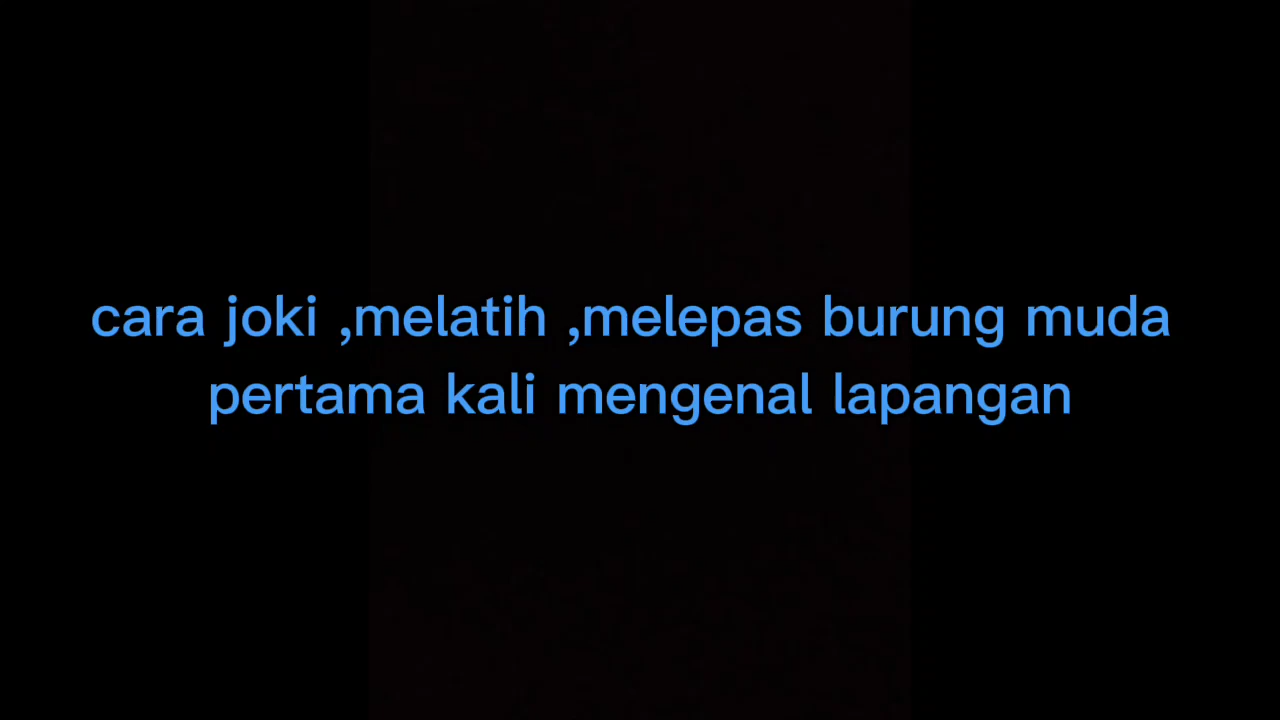 cara joki ,melatih ,melepas burung muda
pertama kali mengenal lapangan